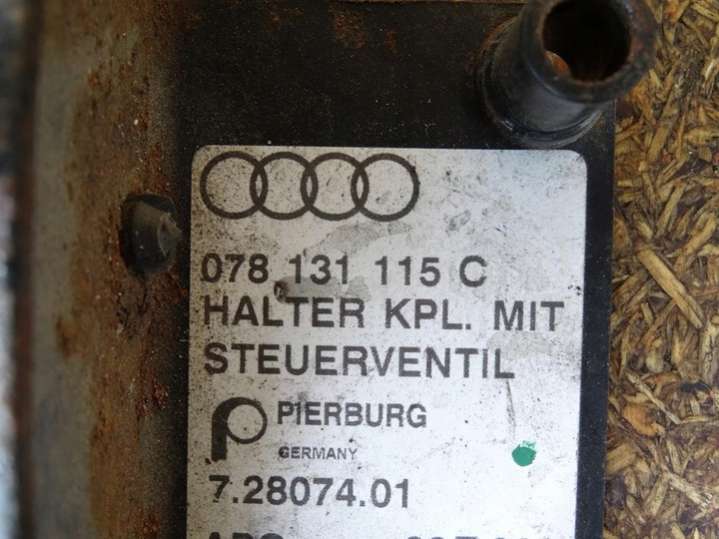 078 131 115 C
HALTER KPL. MIT
STEUERVENTIL
PIERBURG
GERMANY
7.28074.01